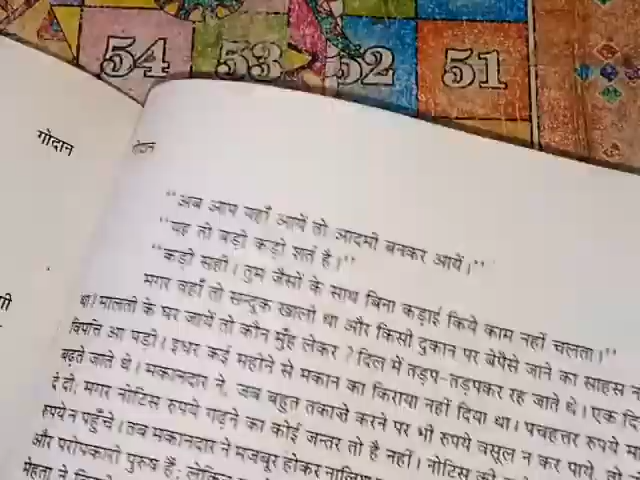 54 53 52 51
गोदान
गोदान
"अब आप यहाँ आयें तो आदमी बनकर आयें।"
"यह तो बड़ी कड़ी शर्त है।"
"कड़ी सही। तुम जैसों के साथ बिना कड़ाई किये काम नहीं चलता।"
मगर वहाँ तो सन्दूक खाली था और किसी दुकान पर बेपैसे जाने का साहस न
था। मालती के घर जायें तो कौन मुँह लेकर? दिल में तड़प-तड़पकर रह जाते थे। एक दि
विपत्ति आ पड़ी। इधर कई महीने से मकान का किराया नहीं दिया था। पचहत्तर रुपये मा
बढ़ते जाते थे। मकानदार ने, जब बहुत तकाजे करने पर भी रुपये वसूल न कर पाये, तो
दे दी; मगर नोटिस रुपये गढ़ने का कोई जन्तर तो है नहीं। नोटिस की
रुपये न पहुँचे। तब मकानदार ने मजबूर होकर नालिश
और परोपकारी पुरुष हैं; लेकिन
मेहता ने